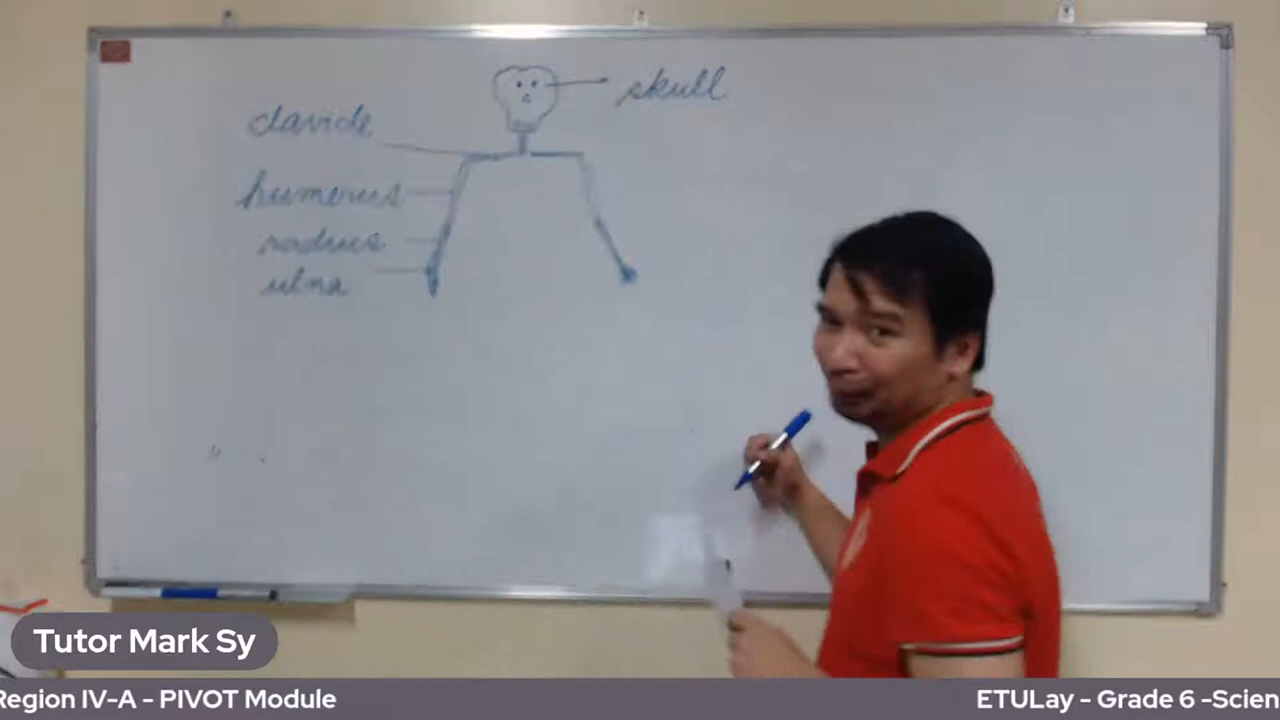 skull
clavicle
humerus
radius
ulna
Tutor Mark Sy
Region IV-A - PIVOT Module
ETULay - Grade 6 -Scien